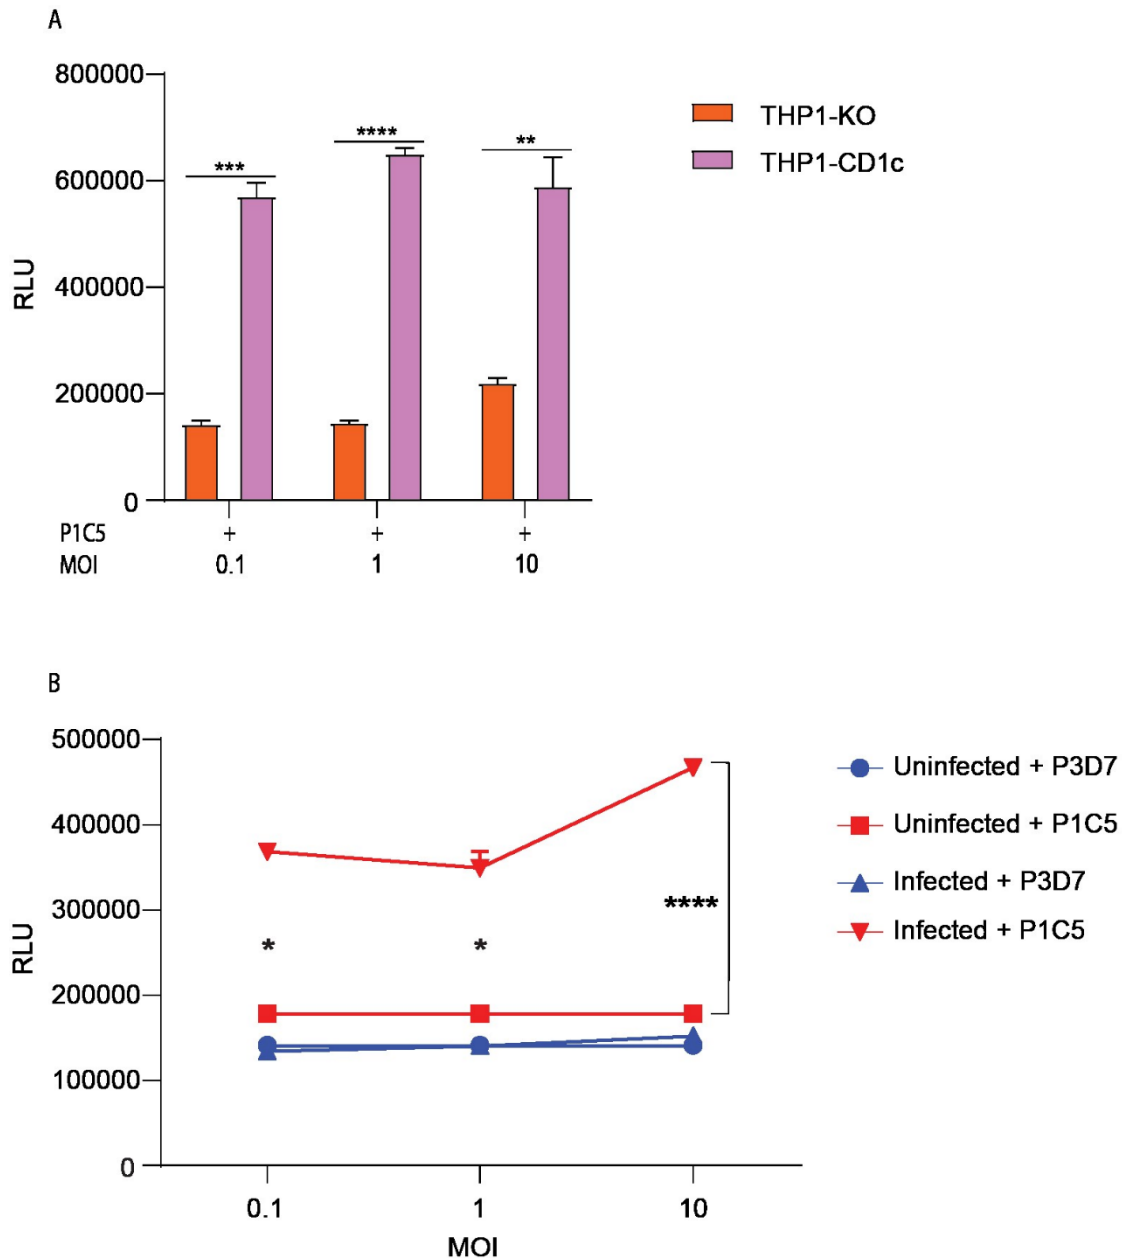 A
800000
600000
400000
200000
0
RLU
***
****
**
THP1-KO
THP1-CD1c
P1C5 + + +
MOI 0.1 1 10
B
500000
400000
300000
200000
100000
0
RLU
*
*
****
Uninfected + P3D7
Uninfected + P1C5
Infected + P3D7
Infected + P1C5
0.1 1 10
MOI